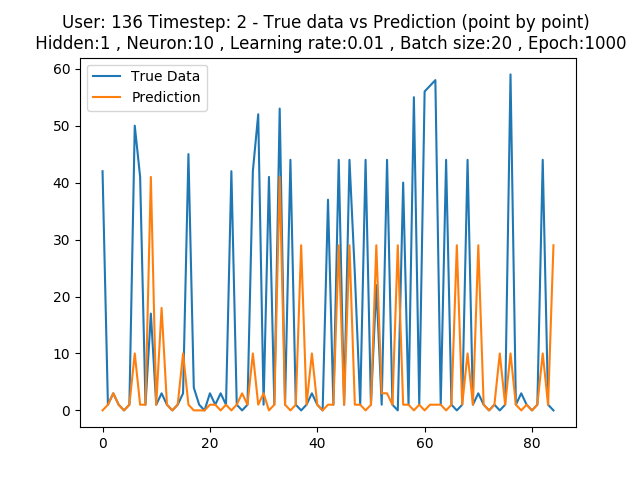 User: 136 Timestep: 2 - True data vs Prediction (point by point)
Hidden:1 , Neuron:10 , Learning rate:0.01 , Batch size:20 , Epoch:1000
True Data
Prediction
60
50
40
30
20
10
0
0 20 40 60 80